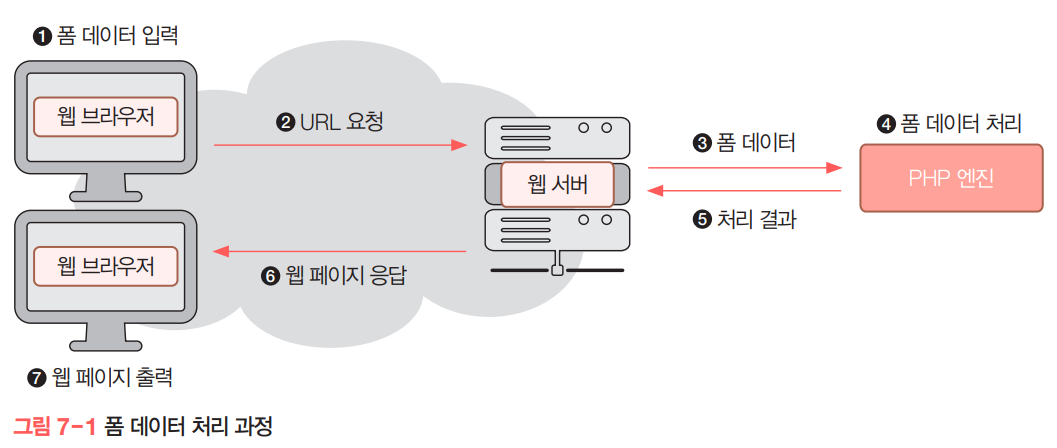 ❶ 폼 데이터 입력
웹 브라우저
❷ URL 요청
웹 서버
❸ 폼 데이터
❹ 폼 데이터 처리
PHP 엔진
❺ 처리 결과
❻ 웹 페이지 응답
웹 브라우저
❼ 웹 페이지 출력
그림 7-1 폼 데이터 처리 과정